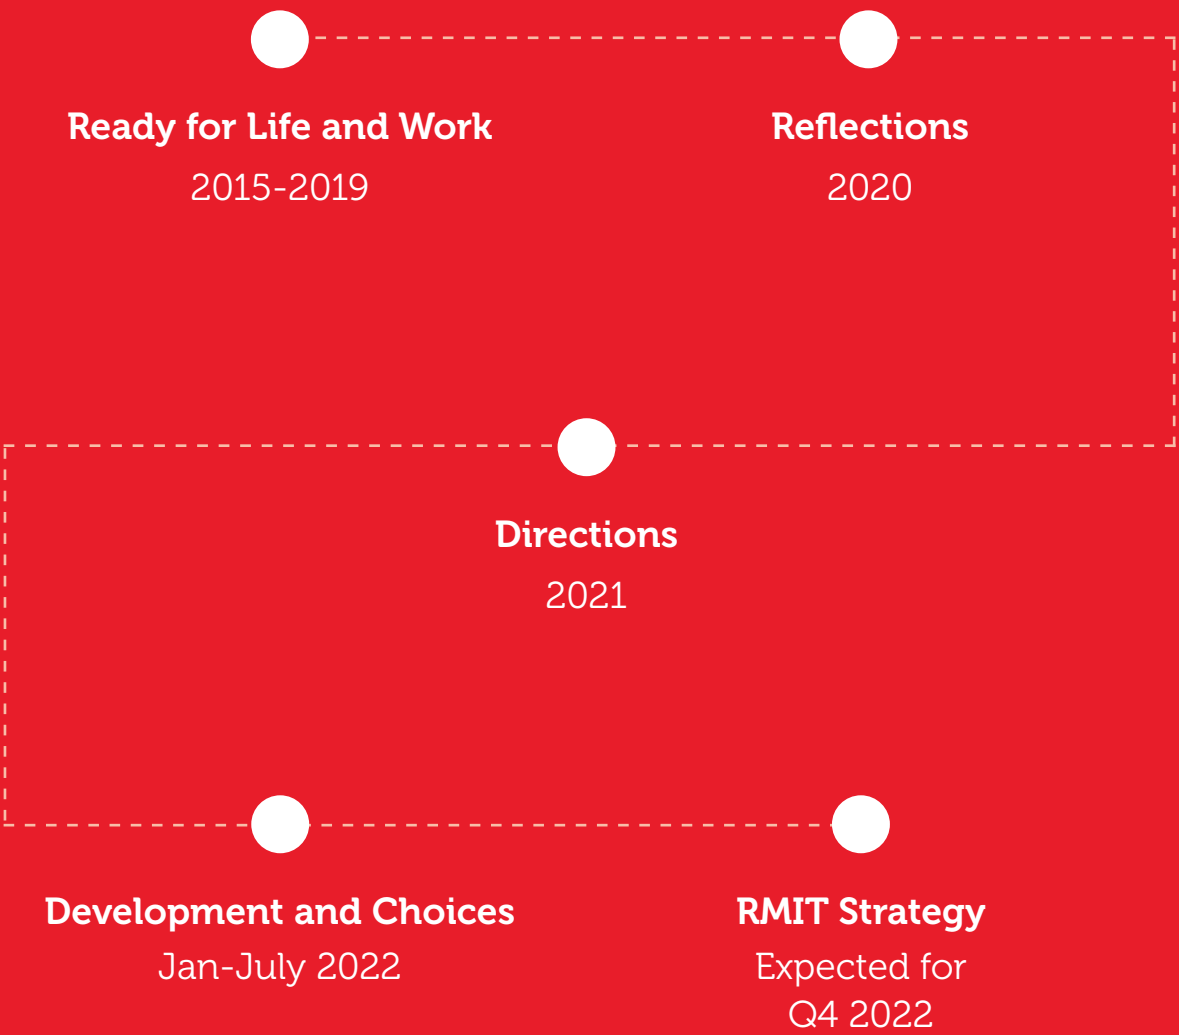 Ready for Life and Work
2015-2019
Reflections
2020
Directions
2021
Development and Choices
Jan-July 2022
RMIT Strategy
Expected for
Q4 2022